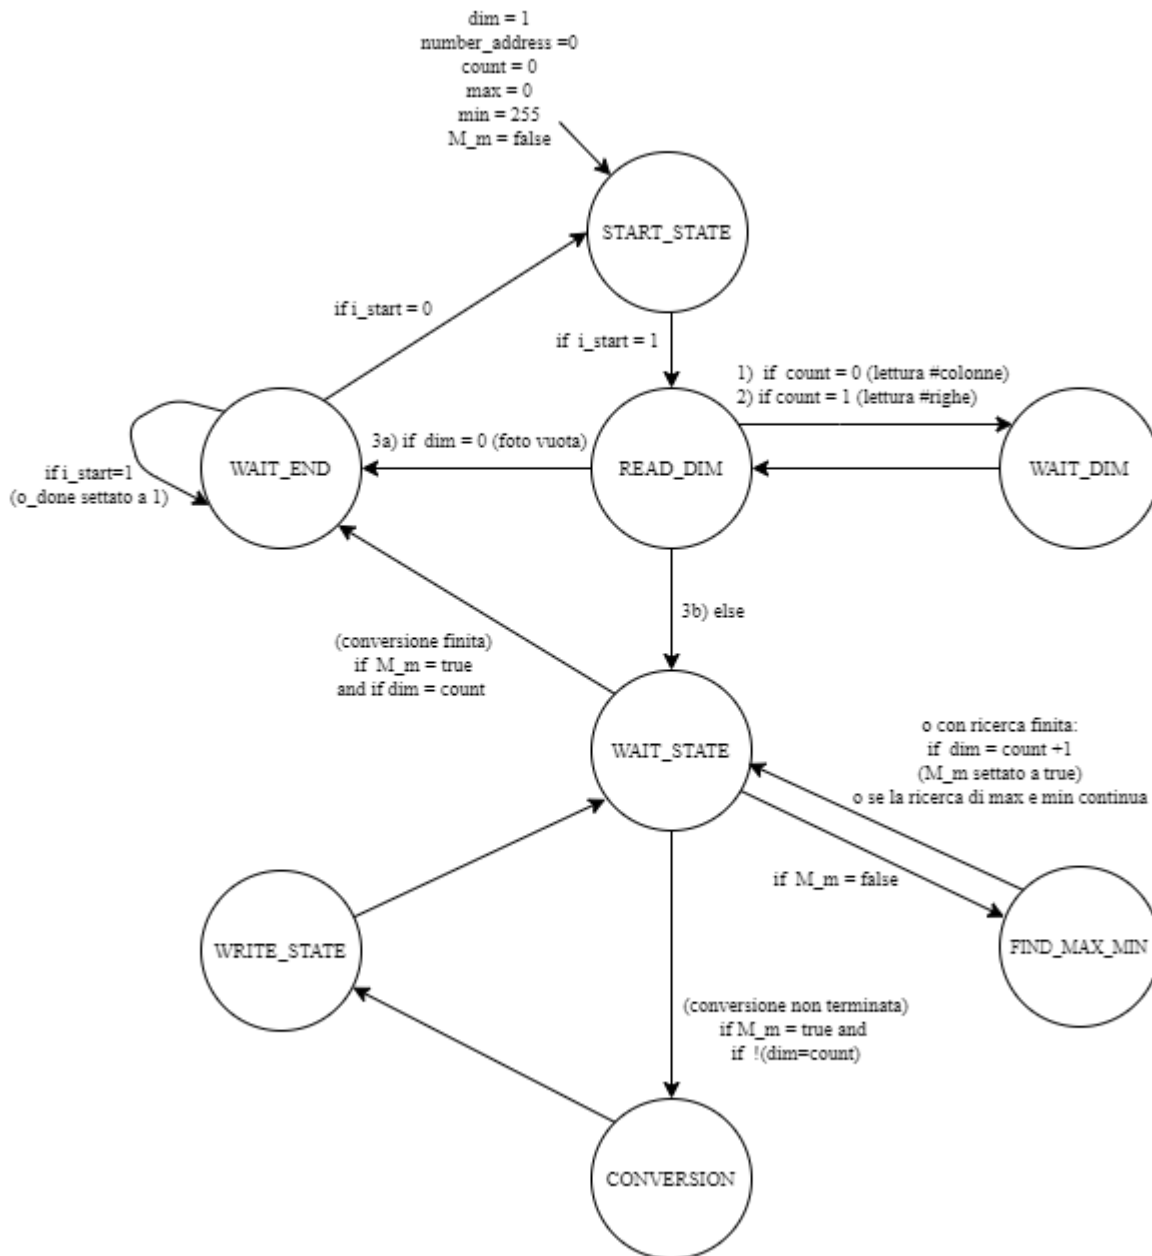 dim = 1
number_address =0
count = 0
max = 0
min = 255
M_m = false
START_STATE
if i_start = 0
if i_start = 1
1) if count = 0 (lettura #colonne)
2) if count = 1 (lettura #righe)
3a) if dim = 0 (foto vuota)
WAIT_END
READ_DIM
WAIT_DIM
if i_start=1
(o_done settato a 1)
3b) else
(conversione finita)
if M_m = true
and if dim = count
WAIT_STATE
o con ricerca finita:
if dim = count +1
(M_m settato a true)
o se la ricerca di max e min continua
if M_m = false
WRITE_STATE
FIND_MAX_MIN
(conversione non terminata)
if M_m = true and
if !(dim=count)
CONVERSION